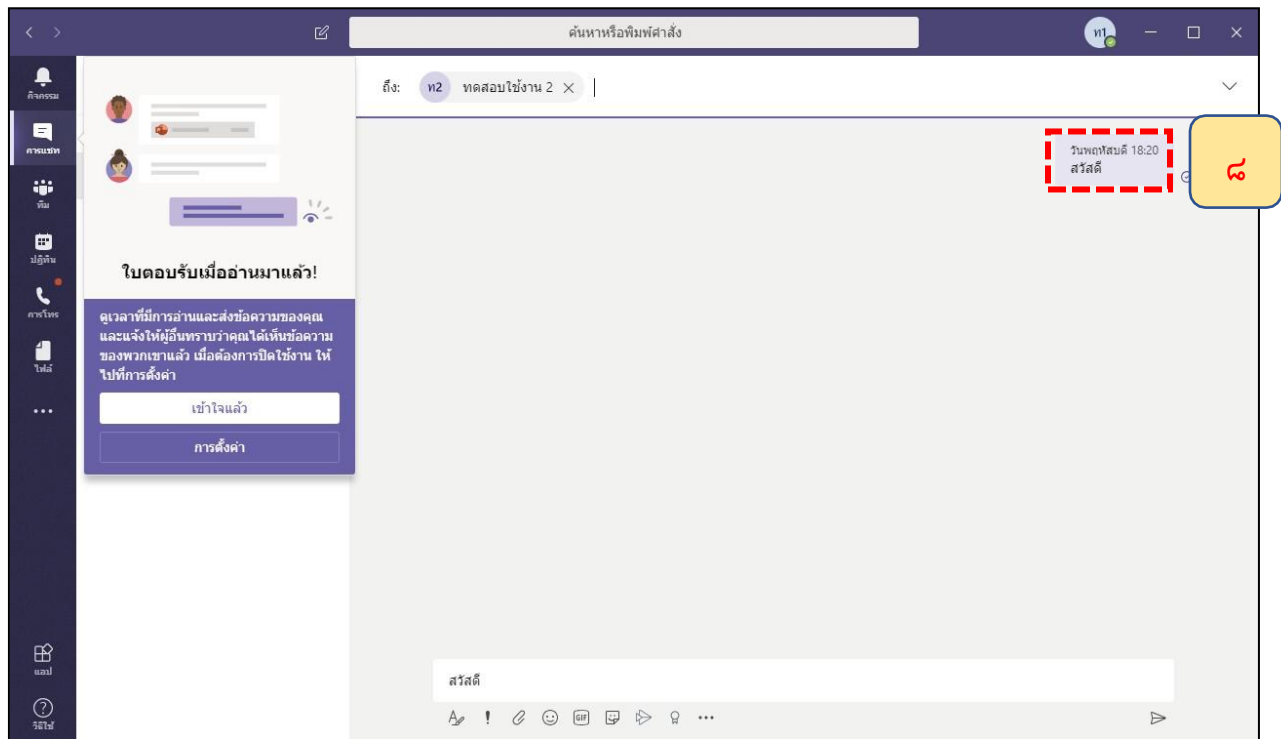 ค้นหาหรือพิมพ์คำสั่ง
ท1
กิจกรรม
การแชท
ทีม
ปฏิทิน
การโทร
ไฟล์
แอป
วิธีใช้
ใบตอบรับเมื่ออ่านมาแล้ว!
ดูเวลาที่มีการอ่านและส่งข้อความของคุณ
และแจ้งให้ผู้อื่นทราบว่าคุณได้เห็นข้อความ
ของพวกเขาแล้ว เมื่อต้องการปิดใช้งาน ให้
ไปที่การตั้งค่า
เข้าใจแล้ว
การตั้งค่า
ถึง: ท2 ทดสอบใช้งาน 2
วันพฤหัสบดี 18:20
สวัสดี
๘
สวัสดี
GIF